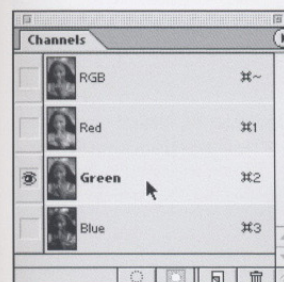 Channels
RGB ⌘~
Red ⌘1
Green ⌘2
Blue ⌘3